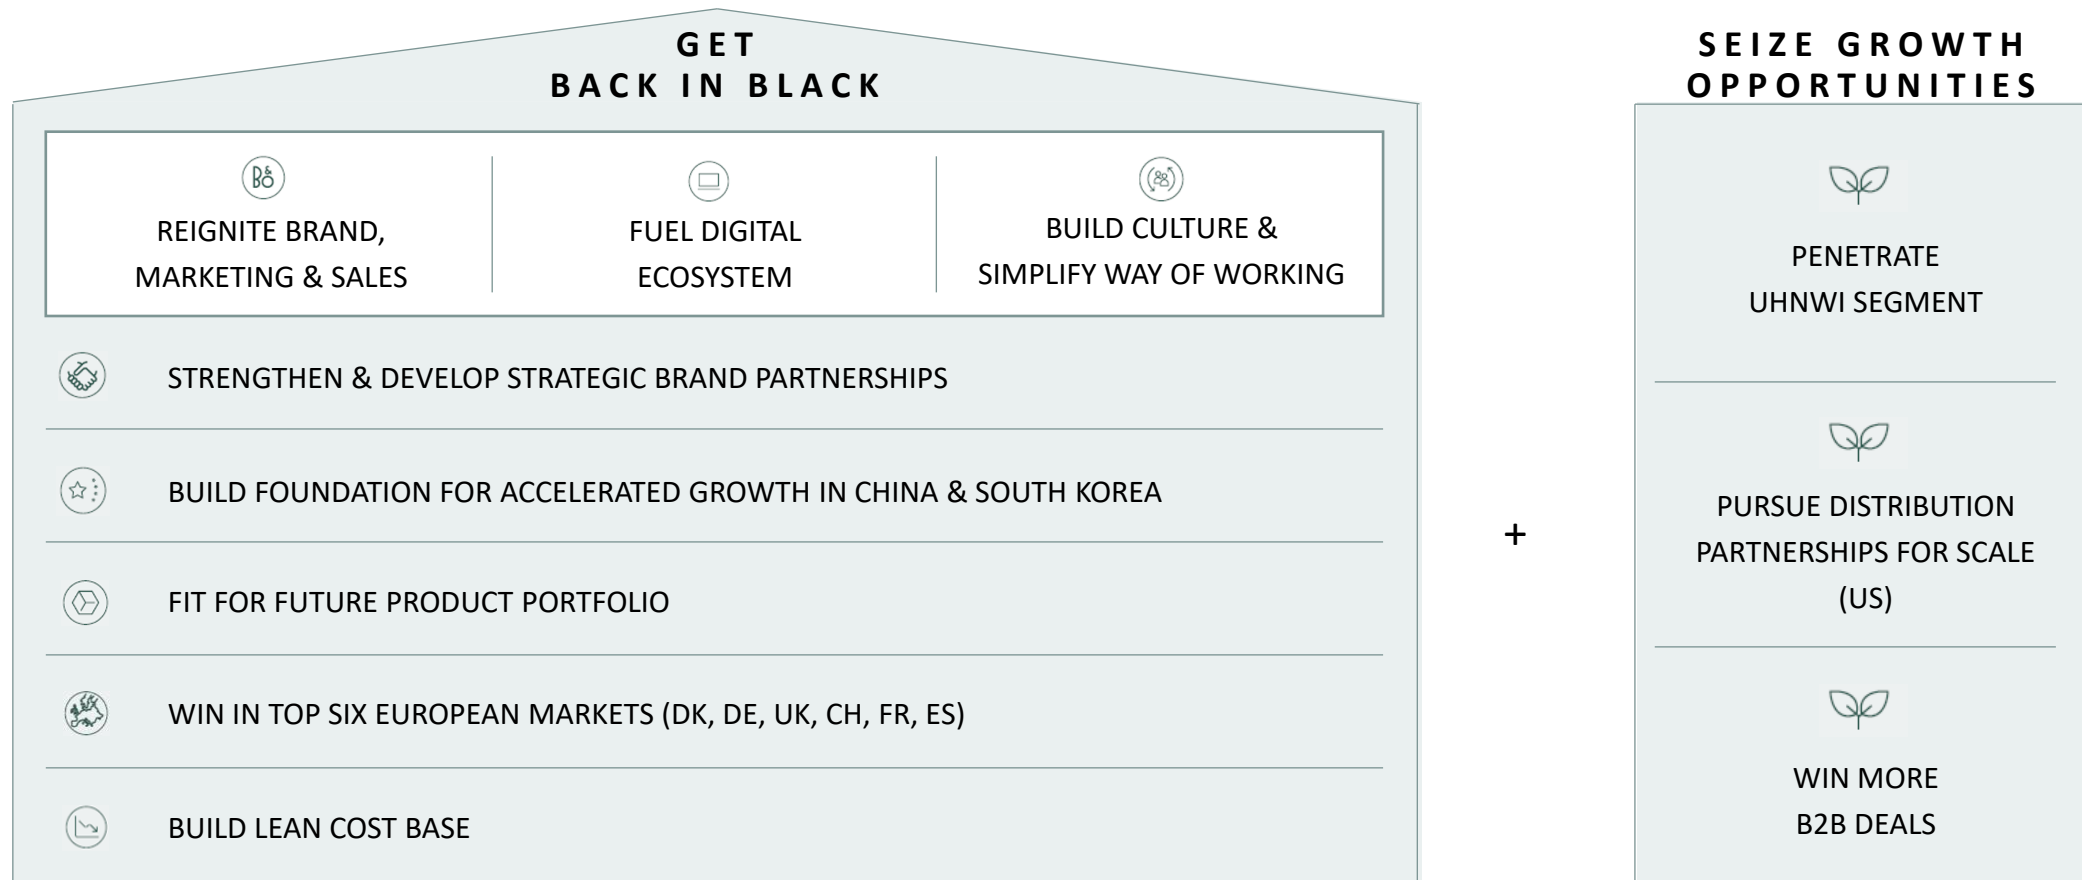 GET
BACK IN BLACK
B&O
REIGNITE BRAND,
MARKETING & SALES
FUEL DIGITAL
ECOSYSTEM
BUILD CULTURE &
SIMPLIFY WAY OF WORKING
STRENGTHEN & DEVELOP STRATEGIC BRAND PARTNERSHIPS
BUILD FOUNDATION FOR ACCELERATED GROWTH IN CHINA & SOUTH KOREA
FIT FOR FUTURE PRODUCT PORTFOLIO
WIN IN TOP SIX EUROPEAN MARKETS (DK, DE, UK, CH, FR, ES)
BUILD LEAN COST BASE
+
SEIZE GROWTH
OPPORTUNITIES
PENETRATE
UHNWI SEGMENT
PURSUE DISTRIBUTION
PARTNERSHIPS FOR SCALE
(US)
WIN MORE
B2B DEALS